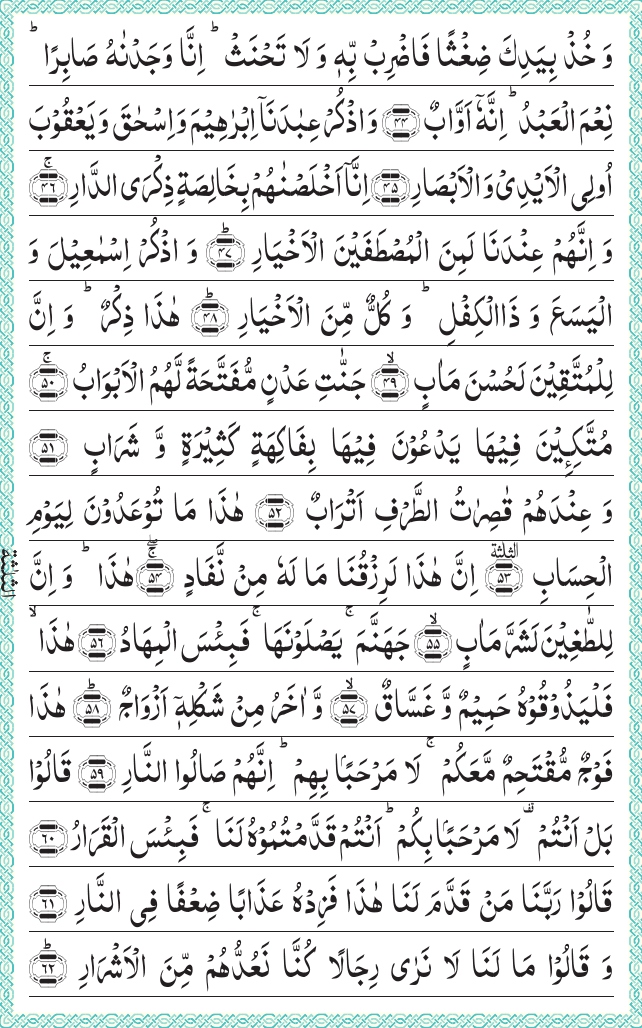 وَ خُذۡ بِيَدِكَ ضِغۡثًا فَاضۡرِبۡ بِّهٖ وَ لَا تَحۡنَثۡ ؕ اِنَّا وَجَدۡنٰهُ صَابِرًا ؕ
نِعۡمَ الۡعَبۡدُ ؕ اِنَّهٗۤ اَوَّابٌ ﴿۴۴﴾ وَ اذۡكُرۡ عِبٰدَنَاۤ اِبۡرٰهِيۡمَ وَ اِسۡحٰقَ وَ يَعۡقُوۡبَ
اُولِى الۡاَيۡدِىۡ وَ الۡاَبۡصَارِ ﴿۴۵﴾ اِنَّاۤ اَخۡلَصۡنٰهُمۡ بِخَالِصَةٍ ذِكۡرَى الدَّارِ ۚ﴿۴۶﴾
وَ اِنَّهُمۡ عِنۡدَنَا لَمِنَ الۡمُصۡطَفَيۡنَ الۡاَخۡيَارِ ؕ﴿۴۷﴾ وَ اذۡكُرۡ اِسۡمٰعِيۡلَ وَ
الۡيَسَعَ وَ ذَا الۡكِفۡلِ ؕ وَ كُلٌّ مِّنَ الۡاَخۡيَارِ ؕ﴿۴۸﴾ هٰذَا ذِكۡرٌ ؕ وَ اِنَّ
لِلۡمُتَّقِيۡنَ لَحُسۡنَ مَاٰبٍ ۙ﴿۴۹﴾ جَنّٰتِ عَدۡنٍ مُّفَتَّحَةً لَّهُمُ الۡاَبۡوَابُ ۚ﴿۵۰﴾
مُتَّكِـِٕيۡنَ فِيۡهَا يَدۡعُوۡنَ فِيۡهَا بِفَاكِهَةٍ كَثِيۡرَةٍ وَّ شَرَابٍ ﴿۵۱﴾
وَ عِنۡدَهُمۡ قٰصِرٰتُ الطَّرۡفِ اَتۡرَابٌ ﴿۵۲﴾ هٰذَا مَا تُوۡعَدُوۡنَ لِيَوۡمِ
الۡحِسَابِ الثلثة ﴿۵۳﴾ اِنَّ هٰذَا لَرِزۡقُنَا مَا لَهٗ مِنۡ نَّفَادٍ ۚۖ﴿۵۴﴾ هٰذَا ؕ وَ اِنَّ
الثلثة
لِلطّٰغِيۡنَ لَشَرَّ مَاٰبٍ ۙ﴿۵۵﴾ جَهَنَّمَ ۚ يَصۡلَوۡنَهَا ۚ فَبِئۡسَ الۡمِهَادُ ﴿۵۶﴾ هٰذَا ۙ
فَلۡيَذُوۡقُوۡهُ حَمِيۡمٌ وَّ غَسَّاقٌ ۙ﴿۵۷﴾ وَّ اٰخَرُ مِنۡ شَكۡلِهٖۤ اَزۡوَاجٌ ؕ﴿۵۸﴾ هٰذَا
فَوۡجٌ مُّقۡتَحِمٌ مَّعَكُمۡ ۚ لَا مَرۡحَبًۢا بِهِمۡ ؕ اِنَّهُمۡ صَالُوا النَّارِ ﴿۵۹﴾ قَالُوۡا
بَلۡ اَنۡتُمۡ ۟ لَا مَرۡحَبًۢا بِكُمۡ ؕ اَنۡتُمۡ قَدَّمۡتُمُوۡهُ لَنَا ۚ فَبِئۡسَ الۡقَرَارُ ﴿۶۰﴾
قَالُوۡا رَبَّنَا مَنۡ قَدَّمَ لَنَا هٰذَا فَزِدۡهُ عَذَابًا ضِعۡفًا فِى النَّارِ ﴿۶۱﴾
وَ قَالُوۡا مَا لَنَا لَا نَرٰى رِجَالًا كُنَّا نَعُدُّهُمۡ مِّنَ الۡاَشۡرَارِ ؕ﴿۶۲﴾